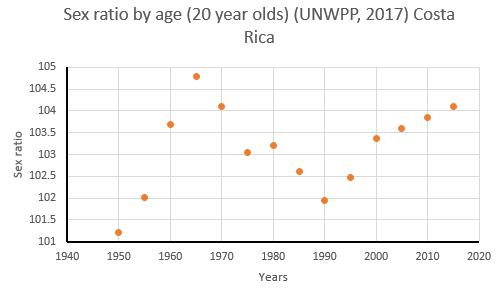 Sex ratio by age (20 year olds) (UNWPP, 2017) Costa
Rica
105
104.5
104
103.5
103
102.5
102
101.5
101
Sex ratio
1940 1950 1960 1970 1980 1990 2000 2010 2020
Years